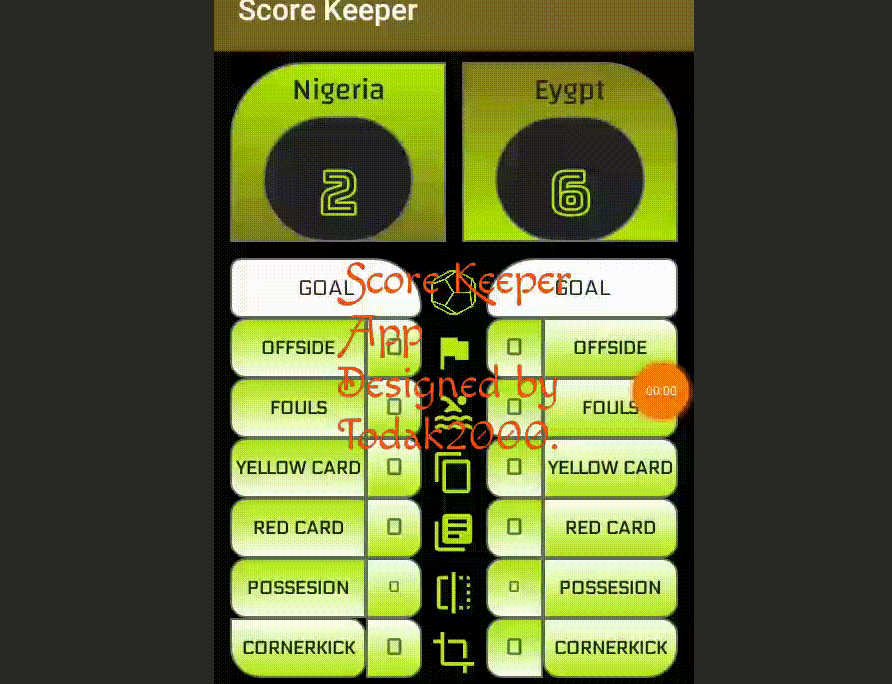 Score Keeper
Nigeria Eygpt
2 6
GOAL GOAL
Score Keeper
App
Designed by
Todak2000.
OFFSIDE 0 0 OFFSIDE
00:00
FOULS 0 0 FOULS
YELLOW CARD 0 0 YELLOW CARD
RED CARD 0 0 RED CARD
POSSESION 0 0 POSSESION
CORNERKICK 0 0 CORNERKICK